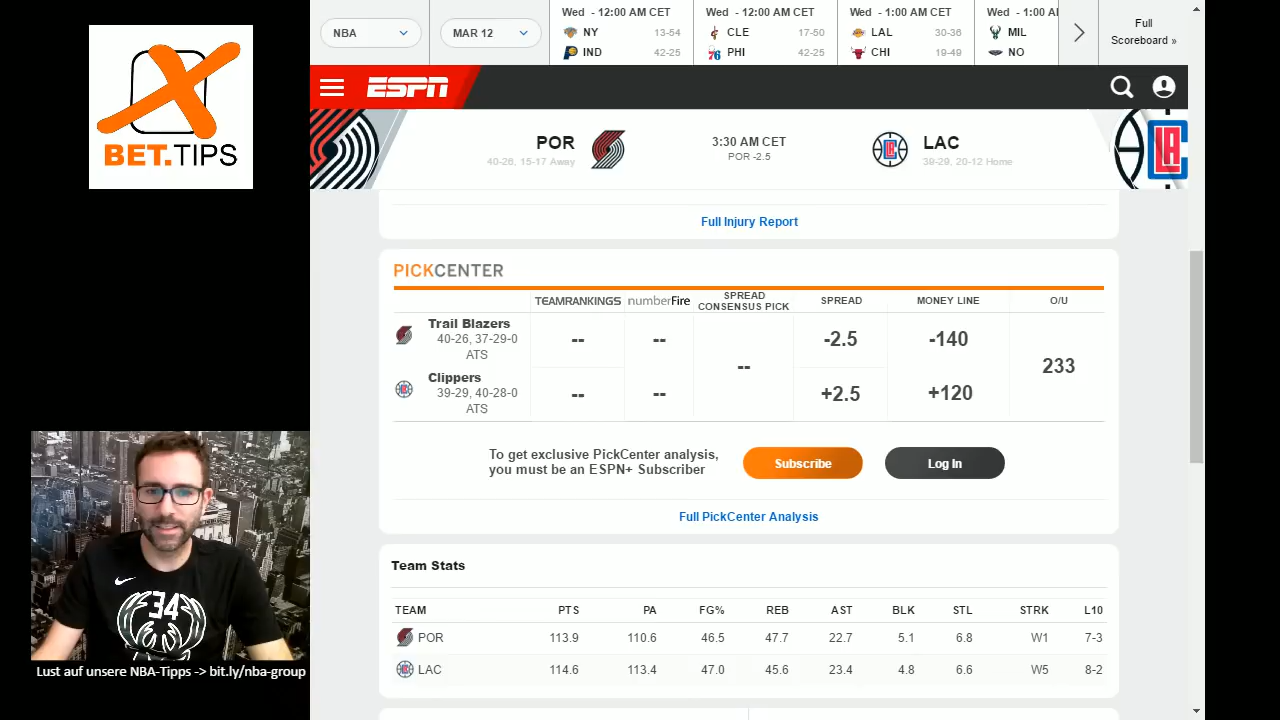 BET.TIPS
NBA
MAR 12
Wed - 12:00 AM CET
NY 13-54
IND 42-25
Wed - 12:00 AM CET
CLE 17-50
PHI 42-25
Wed - 1:00 AM CET
LAL 30-36
CHI 19-49
Wed - 1:00 AM
MIL
NO
Full
Scoreboard »
ESPN
POR
40-26, 15-17 Away
3:30 AM CET
POR -2.5
LAC
39-29, 20-12 Home
Full Injury Report
PICKCENTER
TEAMRANKINGS numberFire SPREAD CONSENSUS PICK SPREAD MONEY LINE O/U
Trail Blazers
40-26, 37-29-0
ATS
-- -- -2.5 -140
Clippers
39-29, 40-28-0
ATS
-- -- +2.5 +120
--
233
To get exclusive PickCenter analysis,
you must be an ESPN+ Subscriber
Subscribe
Log In
Full PickCenter Analysis
Team Stats
TEAM PTS PA FG% REB AST BLK STL STRK L10
POR 113.9 110.6 46.5 47.7 22.7 5.1 6.8 W1 7-3
LAC 114.6 113.4 47.0 45.6 23.4 4.8 6.6 W5 8-2
34
Lust auf unsere NBA-Tipps -> bit.ly/nba-group